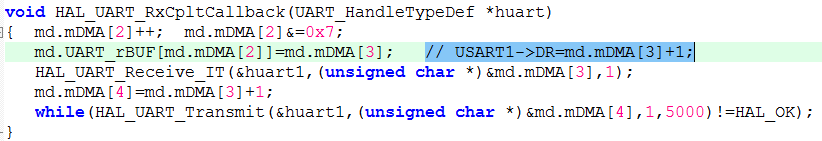 void HAL_UART_RxCpltCallback(UART_HandleTypeDef *huart)
{  md.mDMA[2]++;  md.mDMA[2]&=0x7;
   md.UART_rBUF[md.mDMA[2]]=md.mDMA[3];   // USART1->DR=md.mDMA[3]+1;
   HAL_UART_Receive_IT(&huart1,(unsigned char *)&md.mDMA[3],1);
   md.mDMA[4]=md.mDMA[3]+1;
   while(HAL_UART_Transmit(&huart1,(unsigned char *)&md.mDMA[4],1,5000)!=HAL_OK);
}